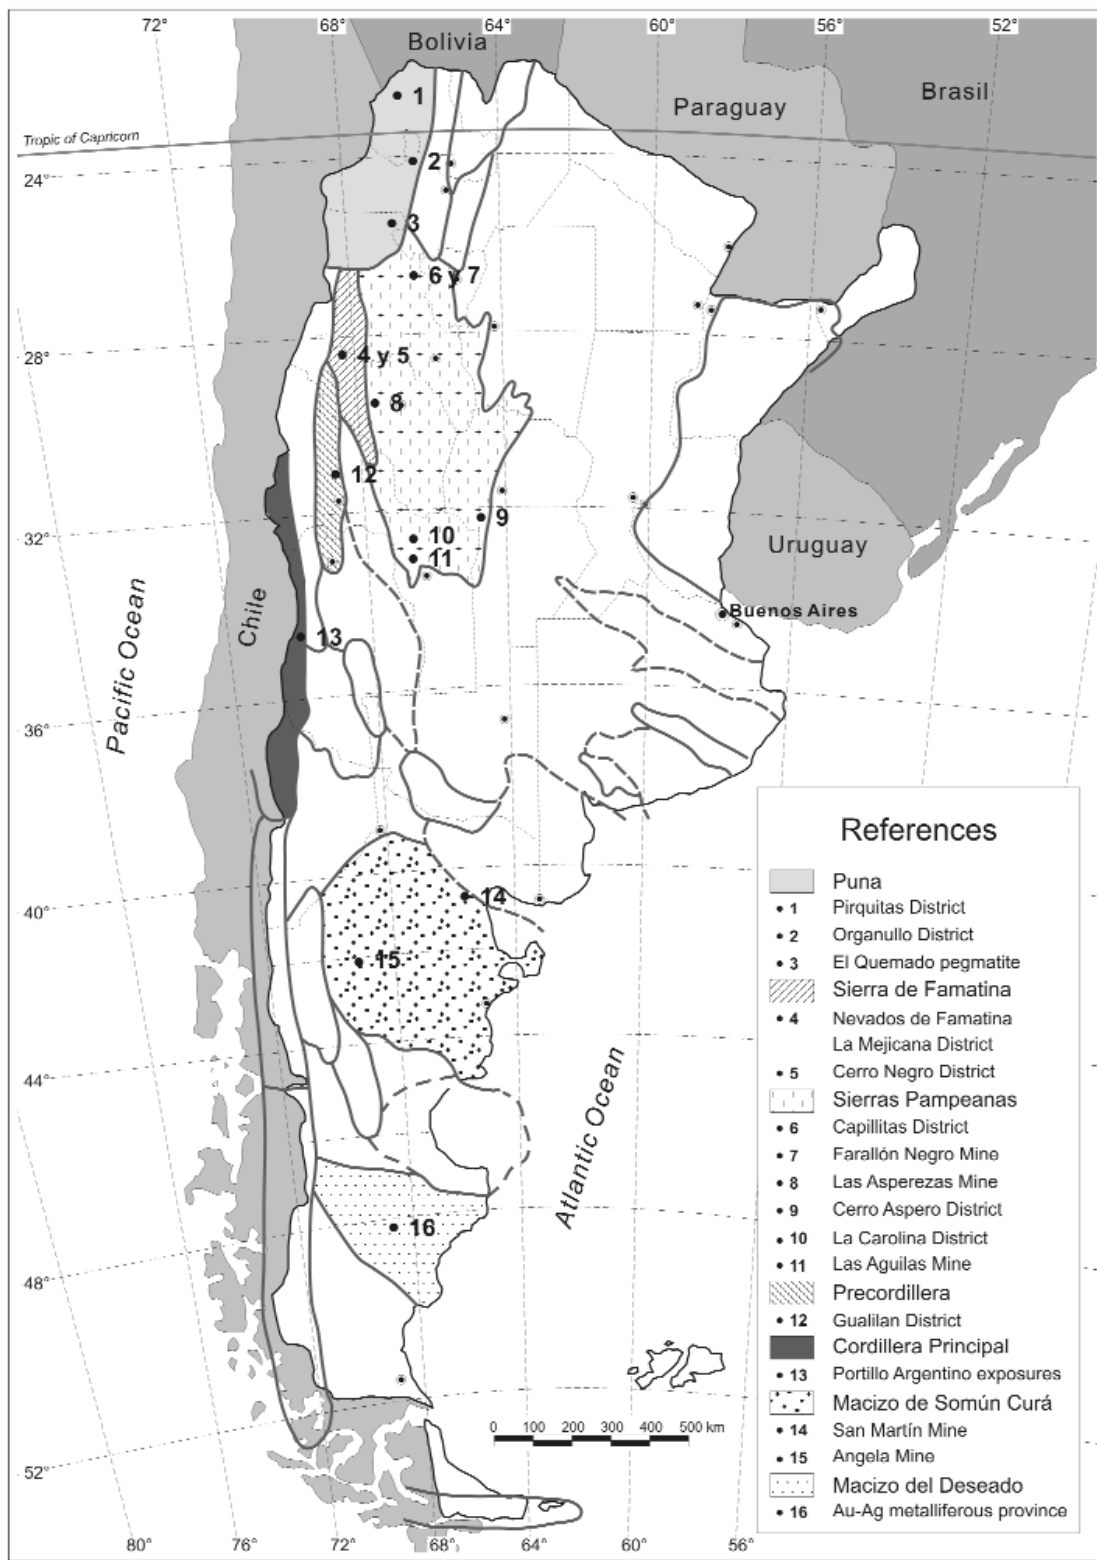 72° 68° 64° 60° 56° 52°
Bolivia
Paraguay
Brasil
Tropic of Capricorn
1
2
24°
3
6 y 7
28°
4 y 5
8
12
9
32°
10
11
Uruguay
Buenos Aires
Chile
Pacific Ocean
13
36°
40°
14
15
44°
Atlantic Ocean
16
48°
52°
0 100 200 300 400 500 km
80° 76° 72° 68° 64° 60° 56°
References
Puna
• 1 Pirquitas District
• 2 Organullo District
• 3 El Quemado pegmatite
Sierra de Famatina
• 4 Nevados de Famatina
La Mejicana District
• 5 Cerro Negro District
Sierras Pampeanas
• 6 Capillitas District
• 7 Farallón Negro Mine
• 8 Las Asperezas Mine
• 9 Cerro Aspero District
• 10 La Carolina District
• 11 Las Aguilas Mine
Precordillera
• 12 Gualilan District
Cordillera Principal
• 13 Portillo Argentino exposures
Macizo de Somún Curá
• 14 San Martín Mine
• 15 Angela Mine
Macizo del Deseado
• 16 Au-Ag metalliferous province